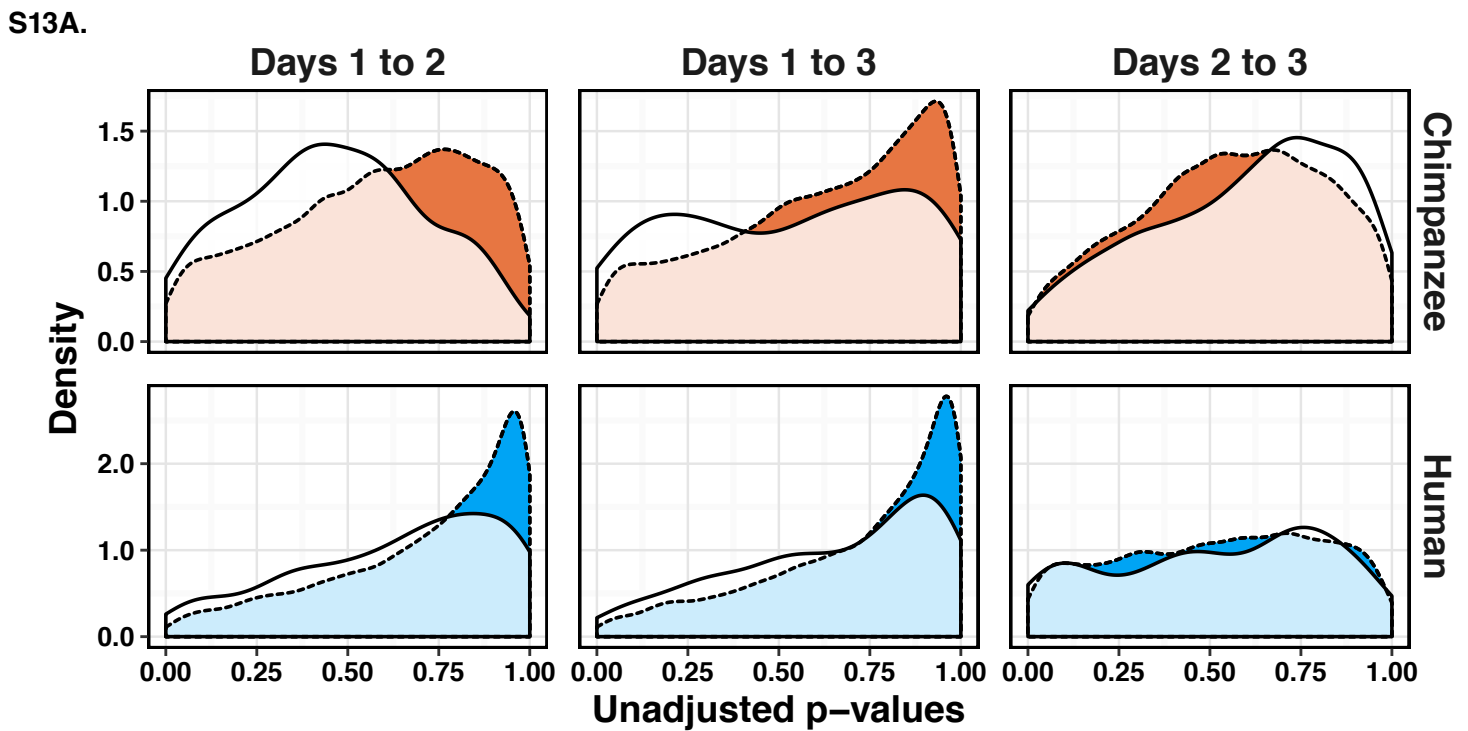 S13A.
Days 1 to 2 Days 1 to 3 Days 2 to 3
1.5
1.0
0.5
0.0
Chimpanzee
Density
2.0
1.0
0.0
Human
0.00 0.25 0.50 0.75 1.00 0.00 0.25 0.50 0.75 1.00 0.00 0.25 0.50 0.75 1.00
Unadjusted p−values